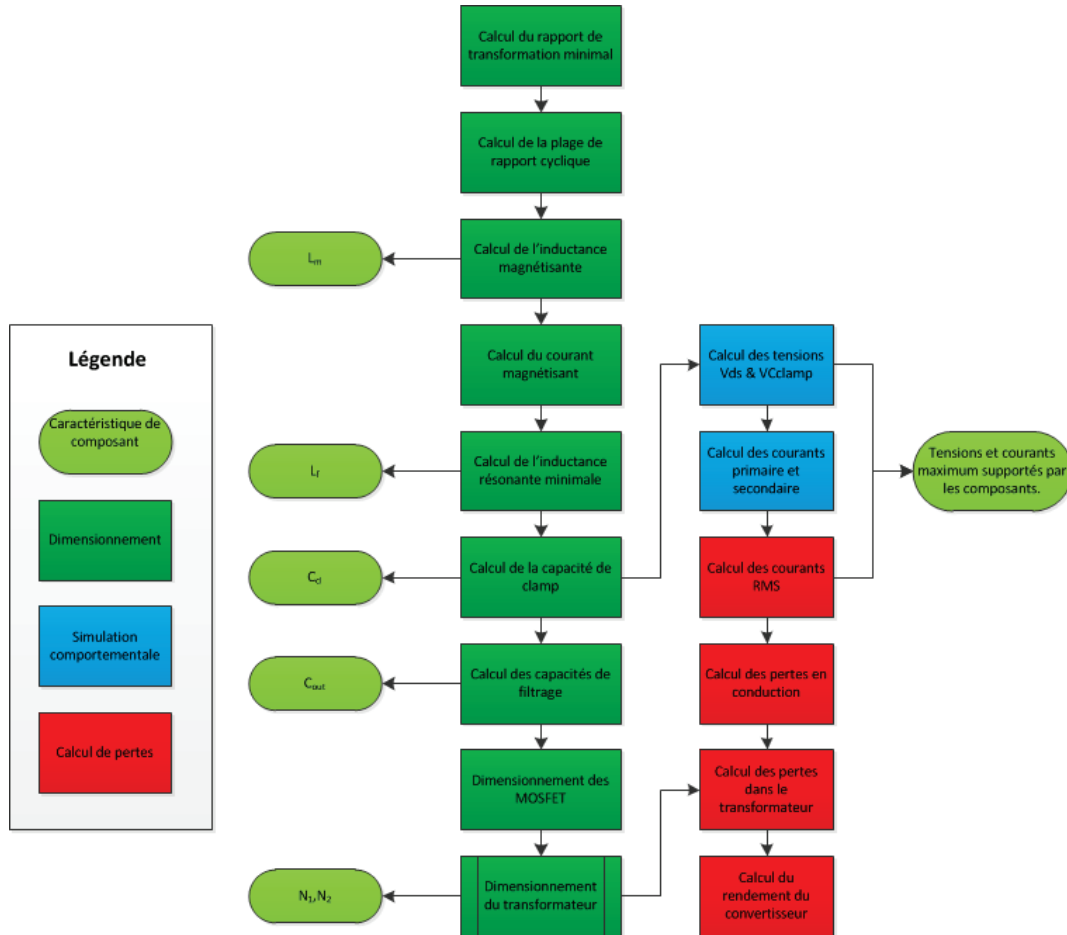 Calcul du rapport de
transformation minimal
Calcul de la plage de
rapport cyclique
Calcul de l'inductance
magnétisante
Lm
Calcul du courant
magnétisant
Calcul de l'inductance
résonante minimale
Lf
Calcul de la capacité de
clamp
Cd
Calcul des capacités de
filtrage
Cout
Dimensionnement des
MOSFET
Dimensionnement
du transformateur
N1,N2
Calcul des tensions
Vds & VCclamp
Calcul des courants
primaire et
secondaire
Calcul des courants
RMS
Calcul des pertes en
conduction
Calcul des pertes
dans le
transformateur
Calcul du
rendement du
convertisseur
Tensions et courants
maximum supportés par
les composants.
Légende
Caractéristique de
composant
Dimensionnement
Simulation
comportementale
Calcul de pertes